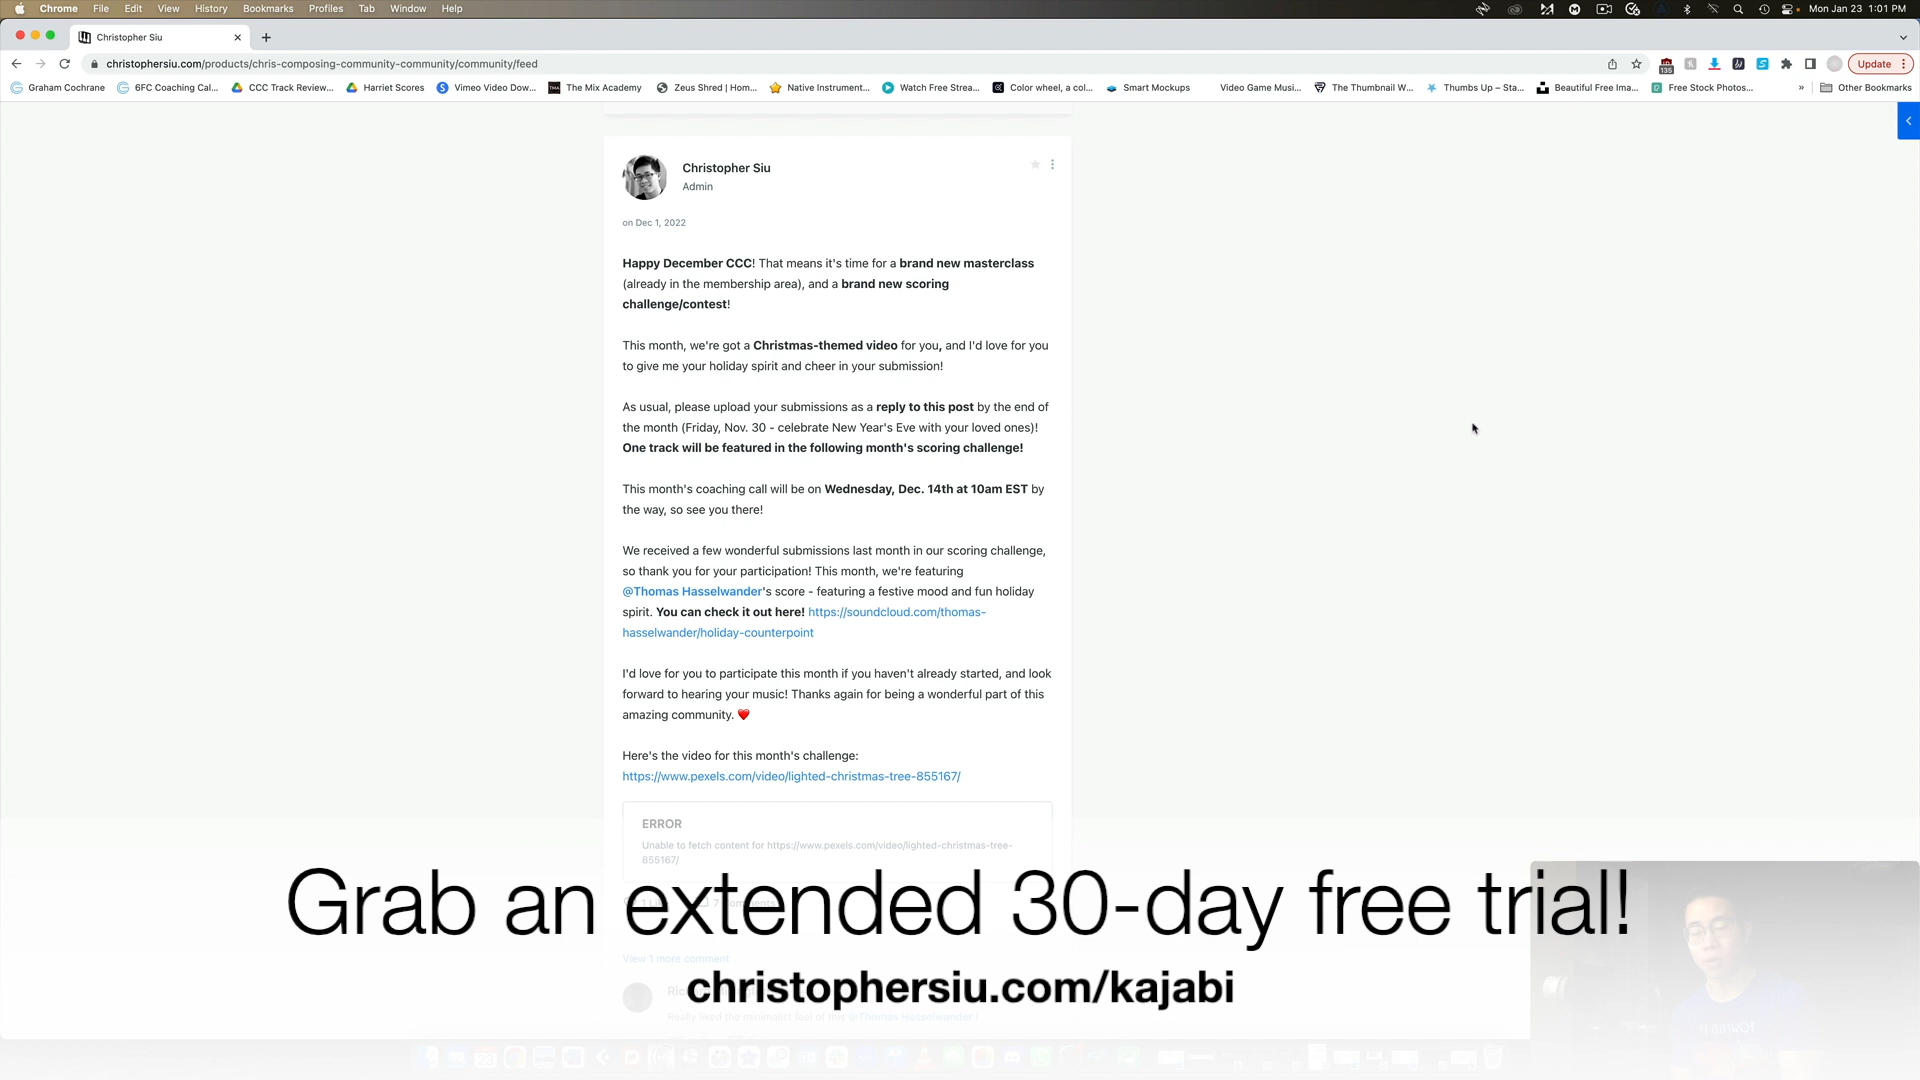 Chrome File Edit View History Bookmarks Profiles Tab Window Help Mon Jan 23 1:01 PM
Christopher Siu
christophersiu.com/products/chris-composing-community-community/community/feed Update
Graham Cochrane 6FC Coaching Cal... CCC Track Review... Harriet Scores Vimeo Video Dow... The Mix Academy Zeus Shred | Hom... Native Instrument... Watch Free Strea... Color wheel, a col... Smart Mockups Video Game Musi... The Thumbnail W... Thumbs Up – Sta... Beautiful Free Ima... Free Stock Photos... » Other Bookmarks
Christopher Siu
Admin
on Dec 1, 2022
Happy December CCC! That means it's time for a brand new masterclass
(already in the membership area), and a brand new scoring
challenge/contest!
This month, we're got a Christmas-themed video for you, and I'd love for you
to give me your holiday spirit and cheer in your submission!
As usual, please upload your submissions as a reply to this post by the end of
the month (Friday, Nov. 30 - celebrate New Year's Eve with your loved ones)!
One track will be featured in the following month's scoring challenge!
This month's coaching call will be on Wednesday, Dec. 14th at 10am EST by
the way, so see you there!
We received a few wonderful submissions last month in our scoring challenge,
so thank you for your participation! This month, we're featuring
@Thomas Hasselwander's score - featuring a festive mood and fun holiday
spirit. You can check it out here! https://soundcloud.com/thomas-
hasselwander/holiday-counterpoint
I'd love for you to participate this month if you haven't already started, and look
forward to hearing your music! Thanks again for being a wonderful part of this
amazing community. ❤️
Here's the video for this month's challenge:
https://www.pexels.com/video/lighted-christmas-tree-855167/
ERROR
Unable to fetch content for https://www.pexels.com/video/lighted-christmas-tree-
855167/
Grab an extended 30-day free trial!
View 1 more comment
christophersiu.com/kajabi
Really liked the minimalist feel of this @Thomas Hasselwander !